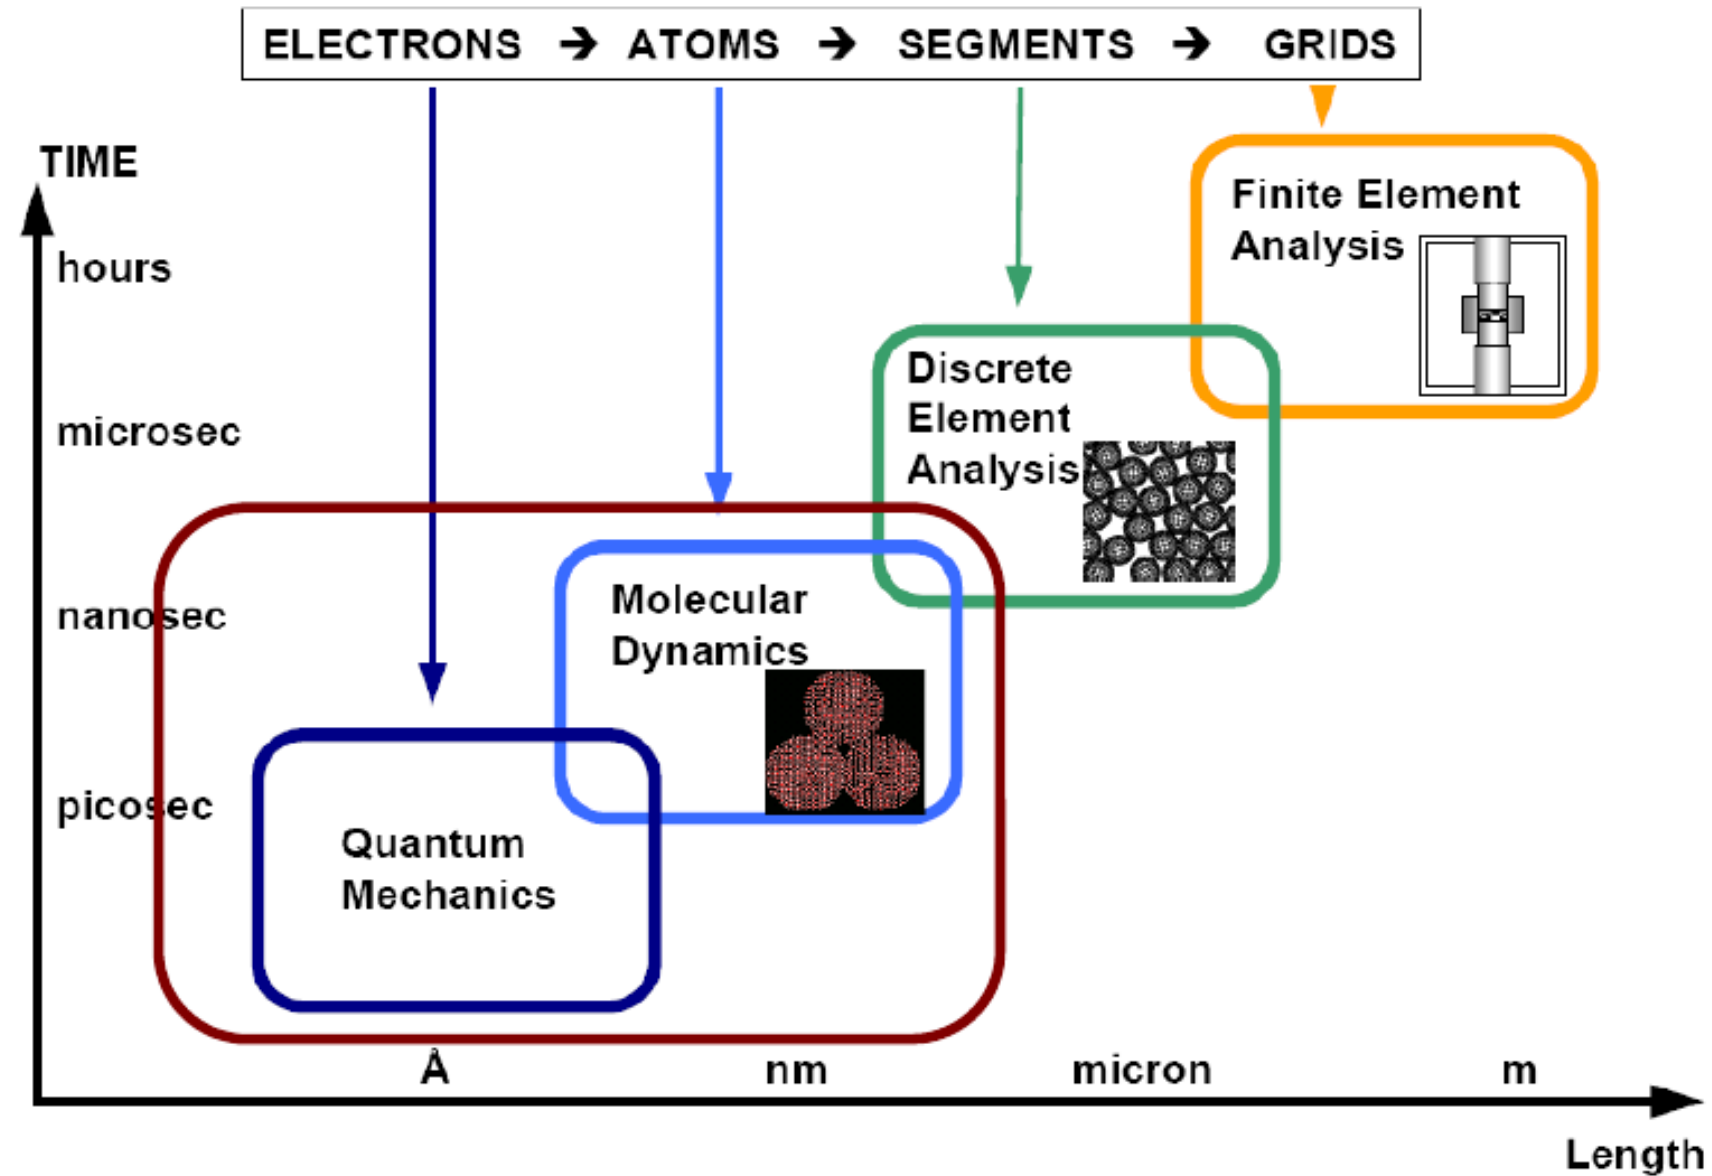 ELECTRONS → ATOMS → SEGMENTS → GRIDS
TIME
Finite Element
Analysis
hours
Discrete
Element
Analysis
microsec
Molecular
Dynamics
nanosec
picosec
Quantum
Mechanics
Å nm micron m
Length